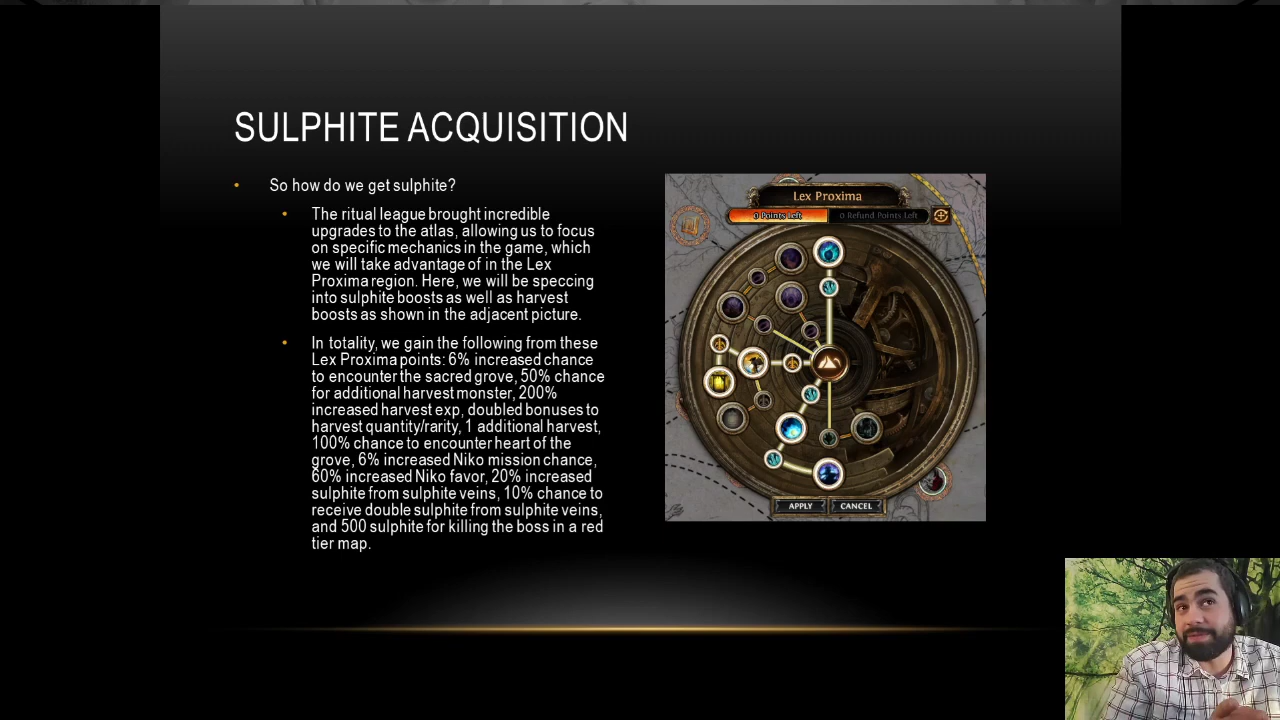 SULPHITE ACQUISITION
• So how do we get sulphite?
• The ritual league brought incredible
upgrades to the atlas, allowing us to focus
on specific mechanics in the game, which
we will take advantage of in the Lex
Proxima region. Here, we will be speccing
into sulphite boosts as well as harvest
boosts as shown in the adjacent picture.
• In totality, we gain the following from these
Lex Proxima points: 6% increased chance
to encounter the sacred grove, 50% chance
for additional harvest monster, 200%
increased harvest exp, doubled bonuses to
harvest quantity/rarity, 1 additional harvest,
100% chance to encounter heart of the
grove, 6% increased Niko mission chance,
60% increased Niko favor, 20% increased
sulphite from sulphite veins, 10% chance to
receive double sulphite from sulphite veins,
and 500 sulphite for killing the boss in a red
tier map.
Lex Proxima
0 Points Left
0 Refund Points Left
APPLY
CANCEL